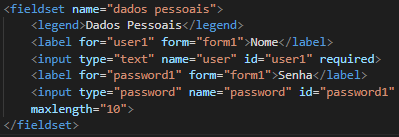 <fieldset name="dados pessoais">
    <legend>Dados Pessoais</legend>
    <label for="user1" form="form1">Nome</label>
    <input type="text" name="user" id="user1" required>
    <label for="password1" form="form1">Senha</label>
    <input type="password" name="password" id="password1"
    maxlength="10">
</fieldset>